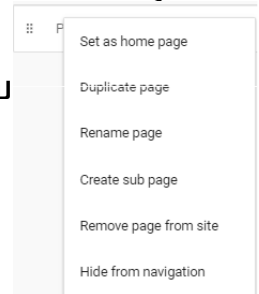 P
Set as home page
Duplicate page
Rename page
Create sub page
Remove page from site
Hide from navigation